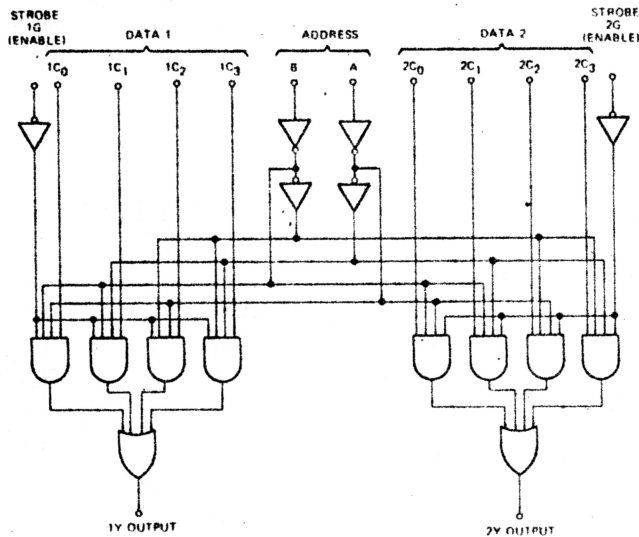 STROBE
1G
(ENABLE)
DATA 1
ADDRESS
DATA 2
STROBE
2G
(ENABLE)
1C0
1C1
1C2
1C3
B
A
2C0
2C1
2C2
2C3
1Y OUTPUT
2Y OUTPUT